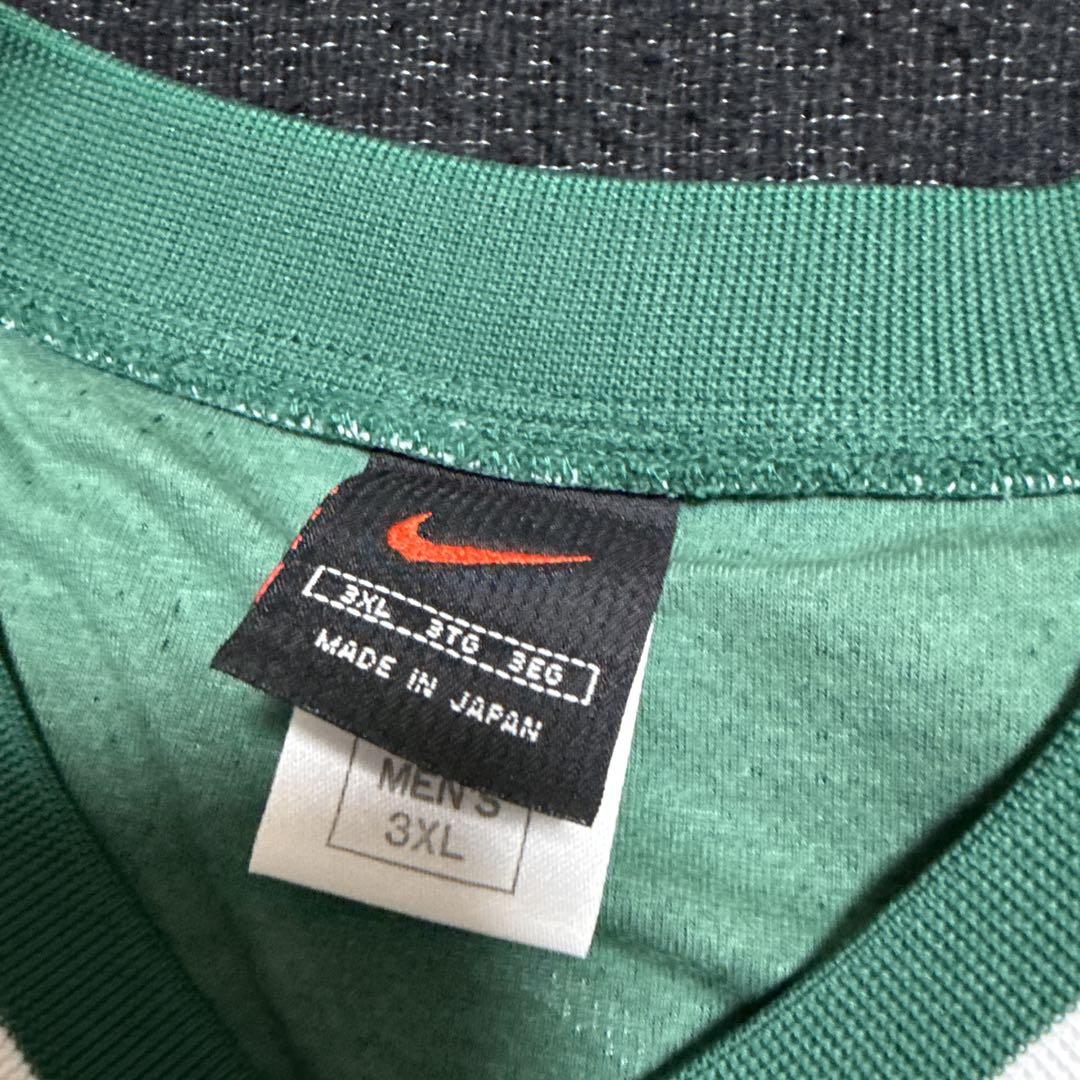 3XL 3TG 3EG
MADE IN JAPAN
MEN'S
3XL